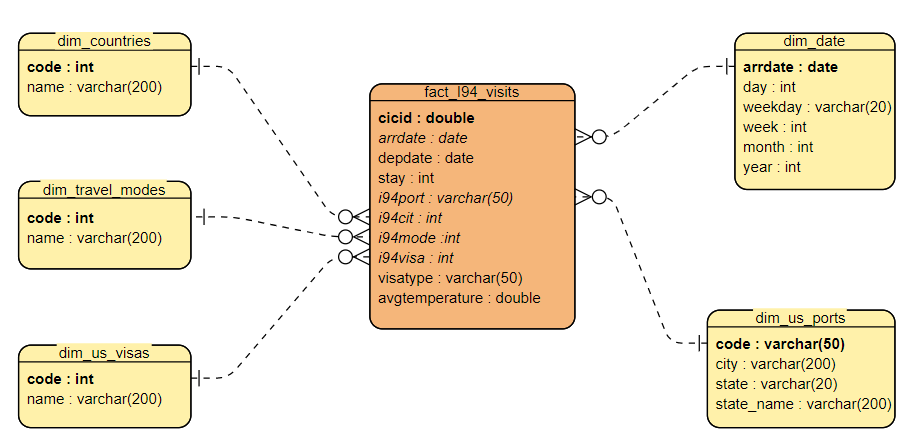 dim_countries
code : int
name : varchar(200)
dim_travel_modes
code : int
name : varchar(200)
dim_us_visas
code : int
name : varchar(200)
fact_I94_visits
cicid : double
arrdate : date
depdate : date
stay : int
i94port : varchar(50)
i94cit : int
i94mode :int
i94visa : int
visatype : varchar(50)
avgtemperature : double
dim_date
arrdate : date
day : int
weekday : varchar(20)
week : int
month : int
year : int
dim_us_ports
code : varchar(50)
city : varchar(200)
state : varchar(20)
state_name : varchar(200)